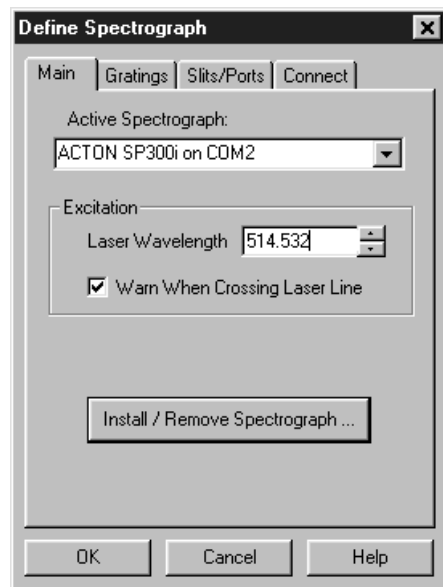 Define Spectrograph
Main Gratings Slits/Ports Connect
Active Spectrograph:
ACTON SP300i on COM2
Excitation
Laser Wavelength 514.532
Warn When Crossing Laser Line
Install / Remove Spectrograph ...
OK Cancel Help